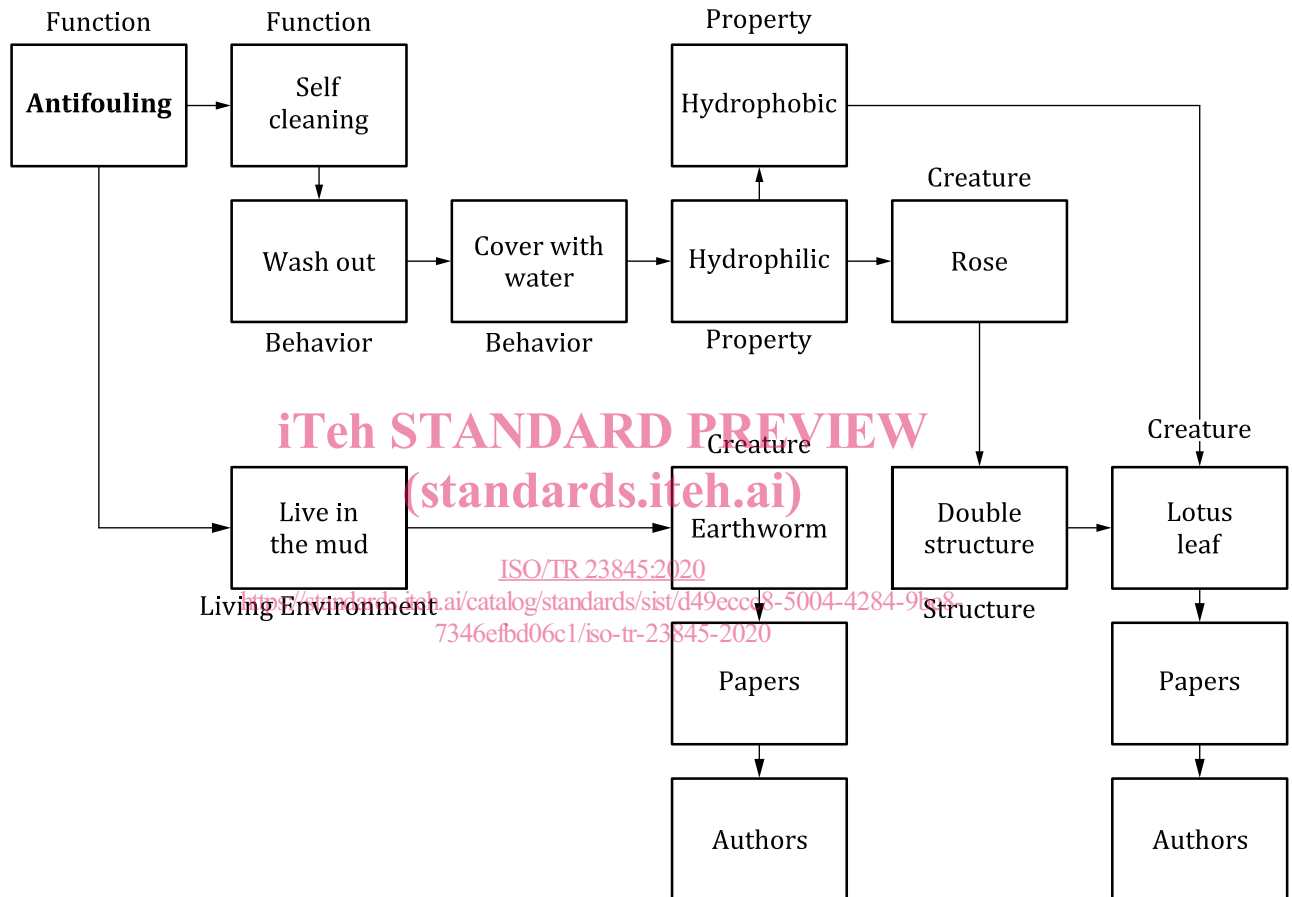 Function
Function
Property
Antifouling
Self
cleaning
Hydrophobic
Creature
Wash out
Cover with
water
Hydrophilic
Rose
Behavior
Behavior
Property
iTeh STANDARD PREVIEW
(standards.iteh.ai)
Creature
Creature
Live in
the mud
Earthworm
Double
structure
Lotus
leaf
ISO/TR 23845:2020
Living Environment
Structure
7346efbd06c1/iso-tr-23845-2020
Papers
Papers
Authors
Authors